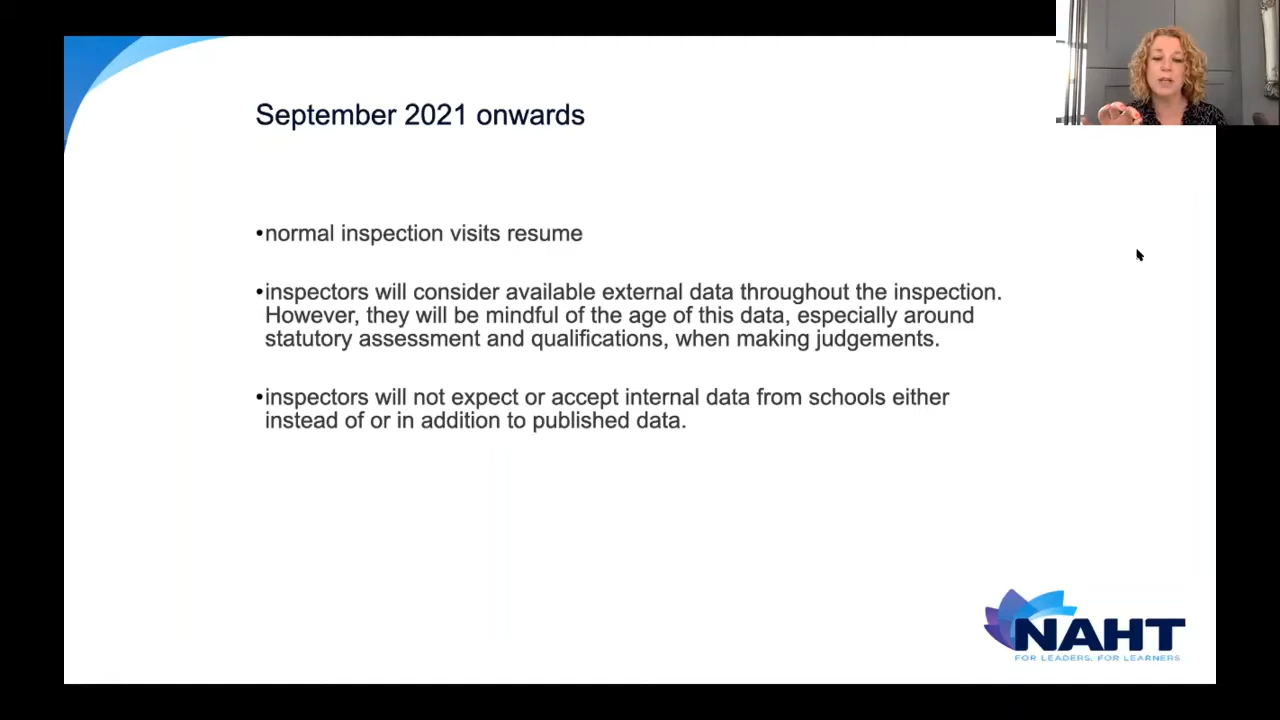 September 2021 onwards
•normal inspection visits resume
•inspectors will consider available external data throughout the inspection.
However, they will be mindful of the age of this data, especially around
statutory assessment and qualifications, when making judgements.
•inspectors will not expect or accept internal data from schools either
instead of or in addition to published data.
NAHT
FOR LEADERS, FOR LEARNERS